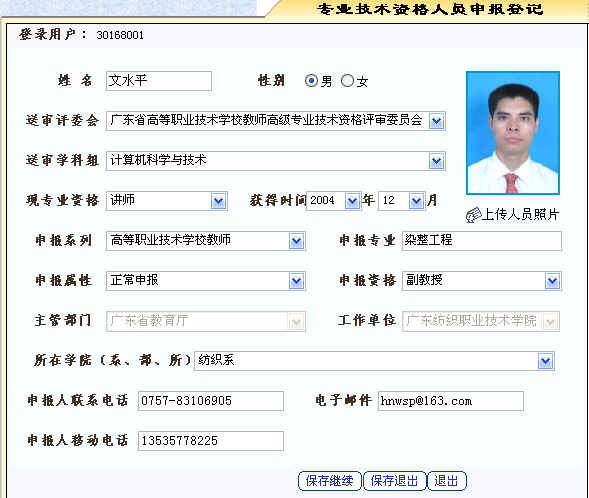 专业技术资格人员申报登记
登录用户： 30168001
姓 名 文水平 性别 男 女
送审评委会 广东省高等职业技术学校教师高级专业技术资格评审委员会
送审学科组 计算机科学与技术
现专业资格 讲师 获得时间 2004 年 12 月
上传人员照片
申报系列 高等职业技术学校教师 申报专业 染整工程
申报属性 正常申报 申报资格 副教授
主管部门 广东省教育厅 工作单位 广东纺织职业技术学院
所在学院（系、部、所） 纺织系
申报人联系电话 0757-83106905 电子邮件 hnwsp@163.com
申报人移动电话 13535778225
保存继续 保存退出 退出